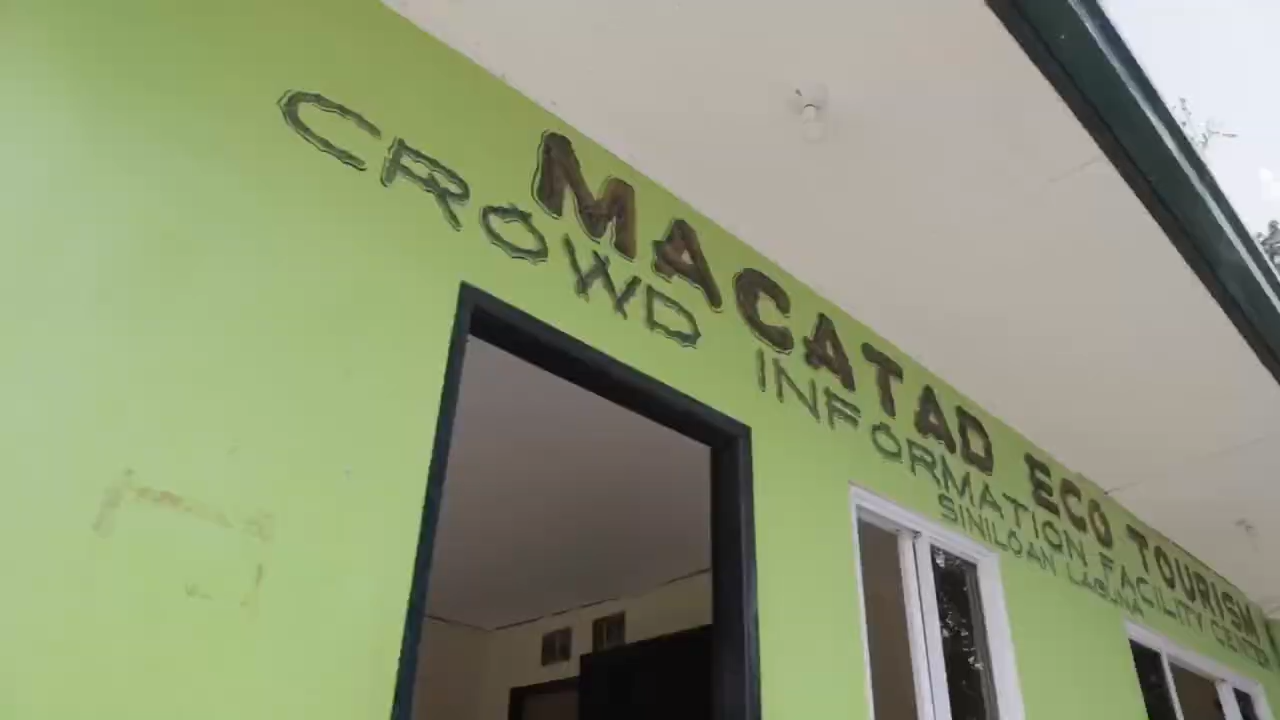 MACATAD ECO TOURISM
CROWD INFORMATION FACILITY CENTER
SINILOAN LAGUNA